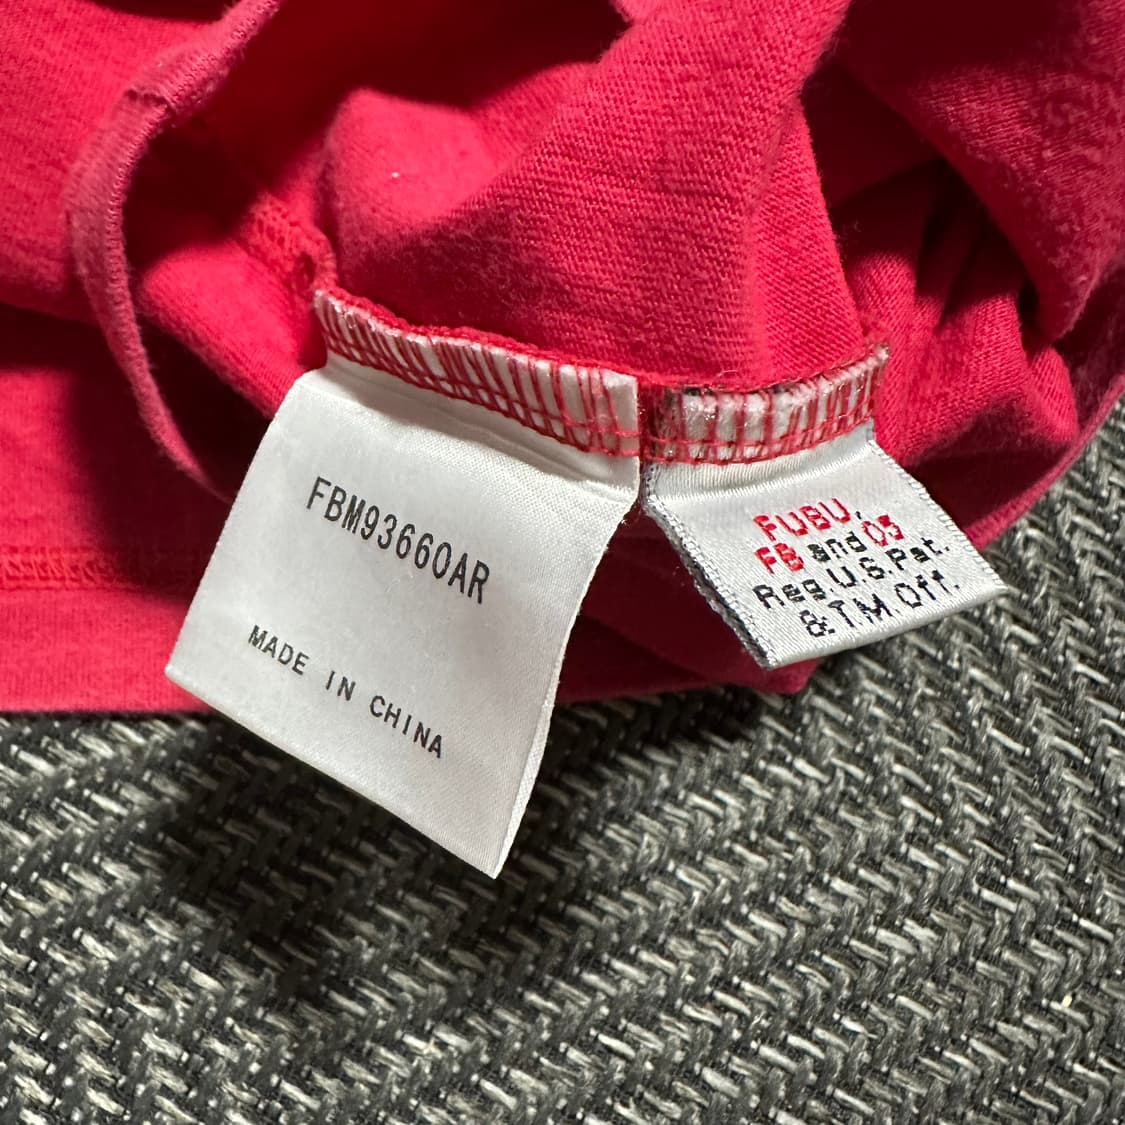 FBM93660AR
MADE IN CHINA
FUBU,
FB and 05
Reg.U.S.Pat.
& T.M.Off.